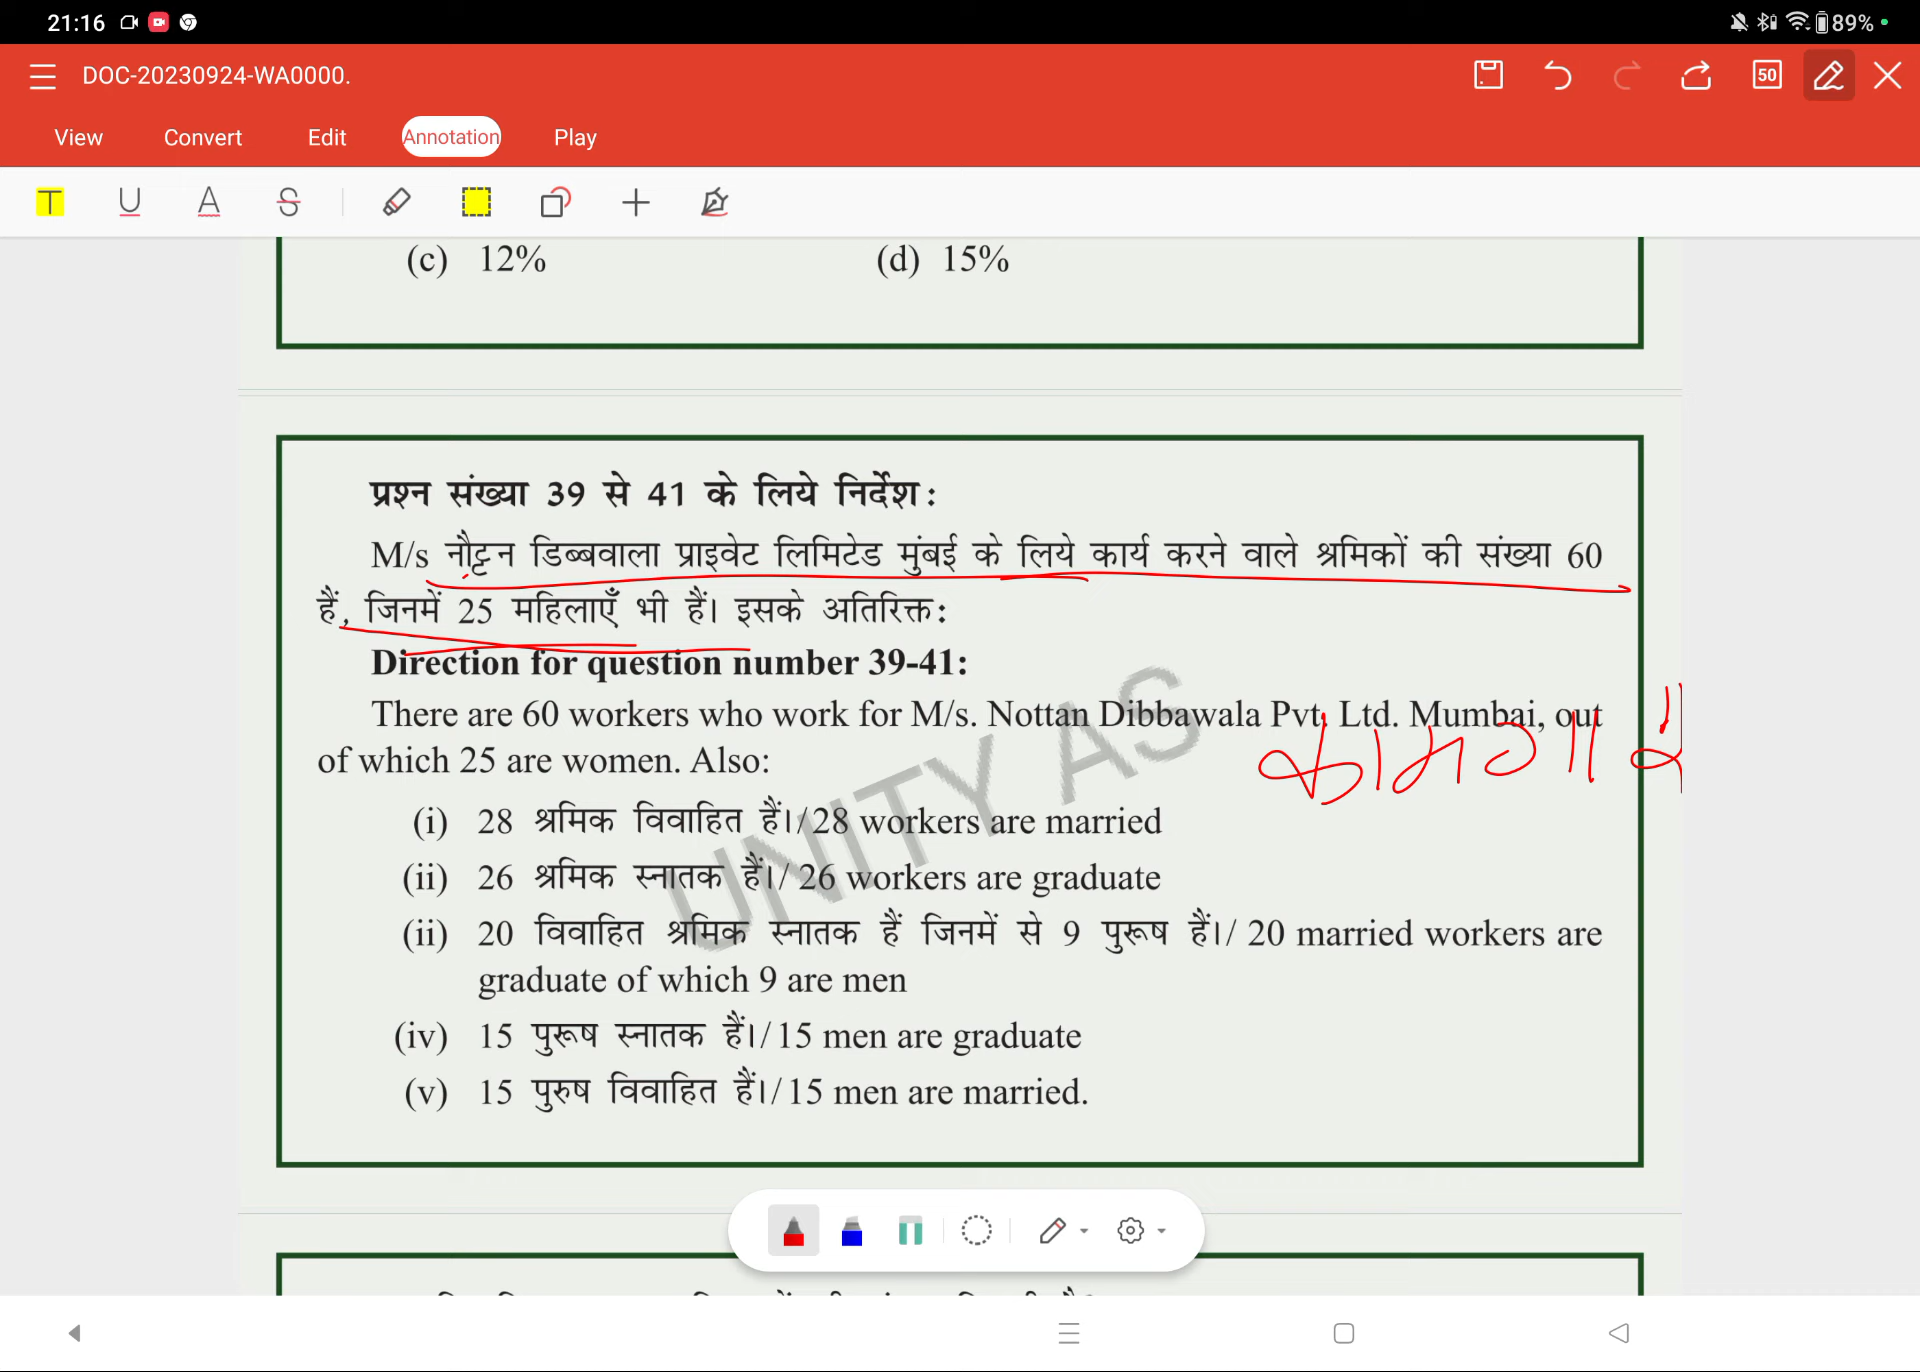 21:16
89%
DOC-20230924-WA0000.
50
View Convert Edit Annotation Play
T U A S
(c) 12% (d) 15%
प्रश्न संख्या 39 से 41 के लिये निर्देश:
M/s नौट्टन डिब्बवाला प्राइवेट लिमिटेड मुंबई के लिये कार्य करने वाले श्रमिकों की संख्या 60
हैं, जिनमें 25 महिलाएँ भी हैं। इसके अतिरिक्त:
Direction for question number 39-41:
There are 60 workers who work for M/s. Nottan Dibbawala Pvt. Ltd. Mumbai, out
of which 25 are women. Also:
(i) 28 श्रमिक विवाहित हैं।/28 workers are married
(ii) 26 श्रमिक स्नातक हैं।/ 26 workers are graduate
(ii) 20 विवाहित श्रमिक स्नातक हैं जिनमें से 9 पुरूष हैं।/ 20 married workers are
graduate of which 9 are men
(iv) 15 पुरूष स्नातक हैं।/15 men are graduate
(v) 15 पुरुष विवाहित हैं।/15 men are married.
UNITY AS